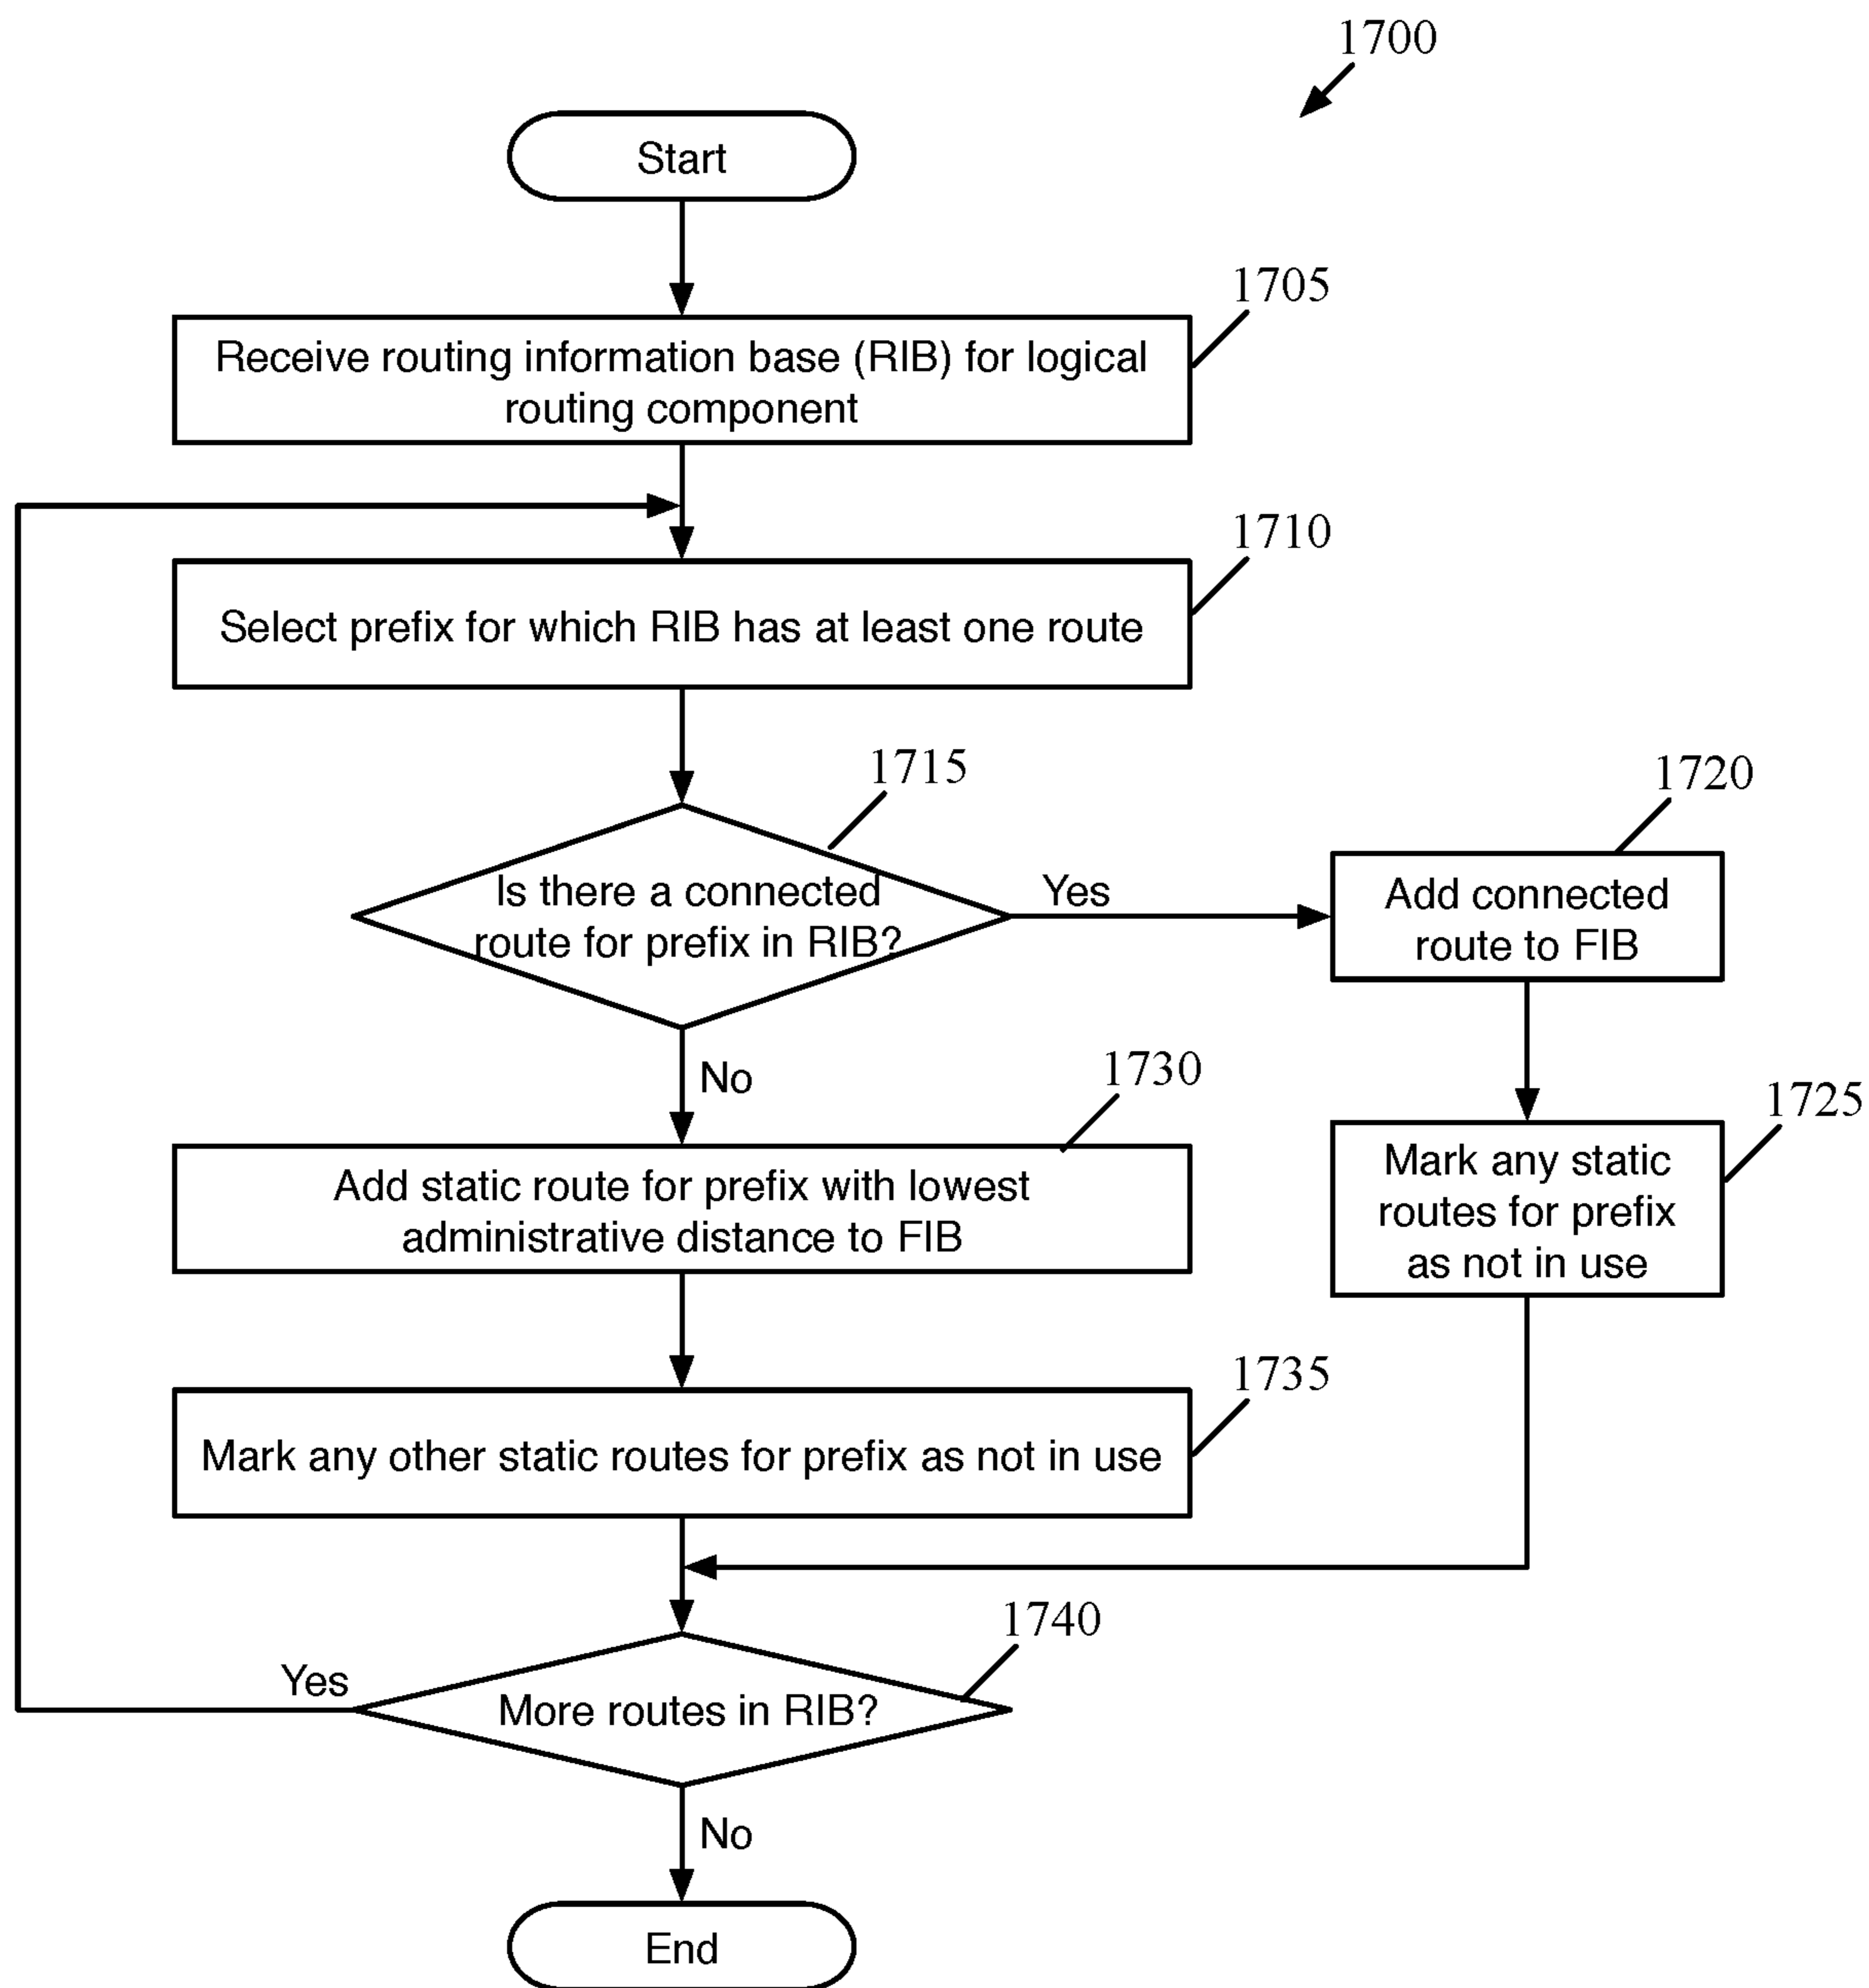 1700
Start
1705
Receive routing information base (RIB) for logical
routing component
1710
Select prefix for which RIB has at least one route
1715
Is there a connected
route for prefix in RIB?
Yes
1720
Add connected
route to FIB
No
1730
Add static route for prefix with lowest
administrative distance to FIB
1725
Mark any static
routes for prefix
as not in use
1735
Mark any other static routes for prefix as not in use
1740
Yes
More routes in RIB?
No
End